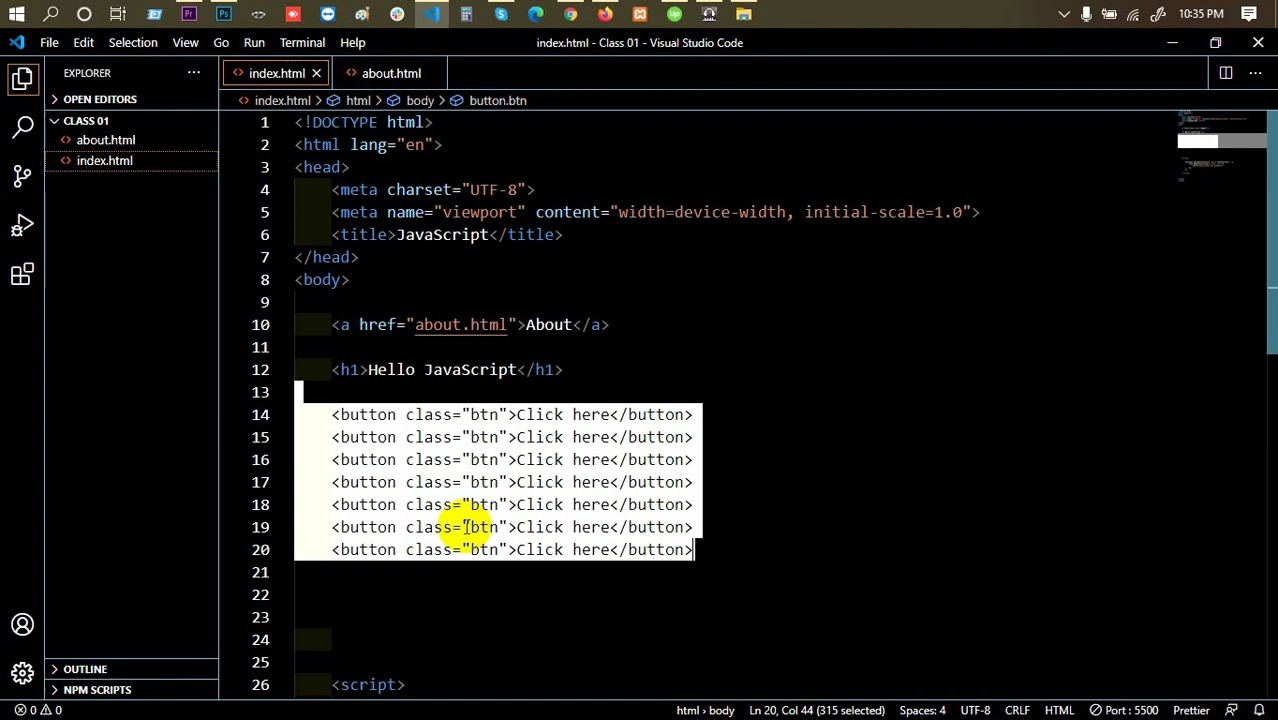 10:35 PM
File Edit Selection View Go Run Terminal Help
index.html - Class 01 - Visual Studio Code
EXPLORER
index.html
about.html
OPEN EDITORS
index.html > html > body > button.btn
CLASS 01
about.html
index.html
1 <!DOCTYPE html>
2 <html lang="en">
3 <head>
4 <meta charset="UTF-8">
5 <meta name="viewport" content="width=device-width, initial-scale=1.0">
6 <title>JavaScript</title>
7 </head>
8 <body>
9
10 <a href="about.html">About</a>
11
12 <h1>Hello JavaScript</h1>
13
14 <button class="btn">Click here</button>
15 <button class="btn">Click here</button>
16 <button class="btn">Click here</button>
17 <button class="btn">Click here</button>
18 <button class="btn">Click here</button>
19 <button class="btn">Click here</button>
20 <button class="btn">Click here</button>
21
22
23
24
25
26 <script>
OUTLINE
NPM SCRIPTS
0 0
html › body Ln 20, Col 44 (315 selected) Spaces: 4 UTF-8 CRLF HTML Port : 5500 Prettier